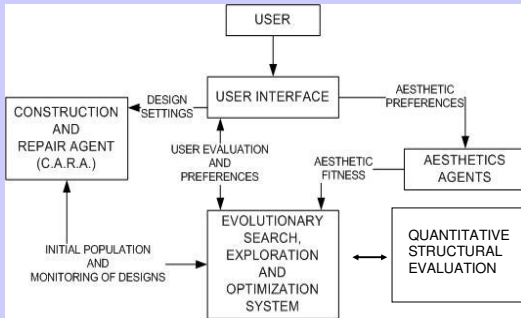 USER
USER INTERFACE
DESIGN
SETTINGS
AESTHETIC
PREFERENCES
CONSTRUCTION
AND
REPAIR AGENT
(C.A.R.A.)
USER EVALUATION
AND
PREFERENCES
AESTHETIC
FITNESS
AESTHETICS
AGENTS
INITIAL POPULATION
AND
MONITORING OF DESIGNS
EVOLUTIONARY
SEARCH,
EXPLORATION
AND
OPTIMIZATION
SYSTEM
QUANTITATIVE
STRUCTURAL
EVALUATION